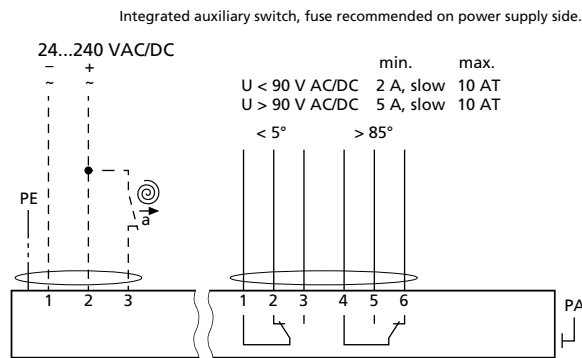 Integrated auxiliary switch, fuse recommended on power supply side.
24...240 VAC/DC
– +
~ ~
min. max.
U < 90 V AC/DC 2 A, slow 10 AT
U > 90 V AC/DC 5 A, slow 10 AT
< 5° > 85°
PE
a
1 2 3 1 2 3 4 5 6
PA